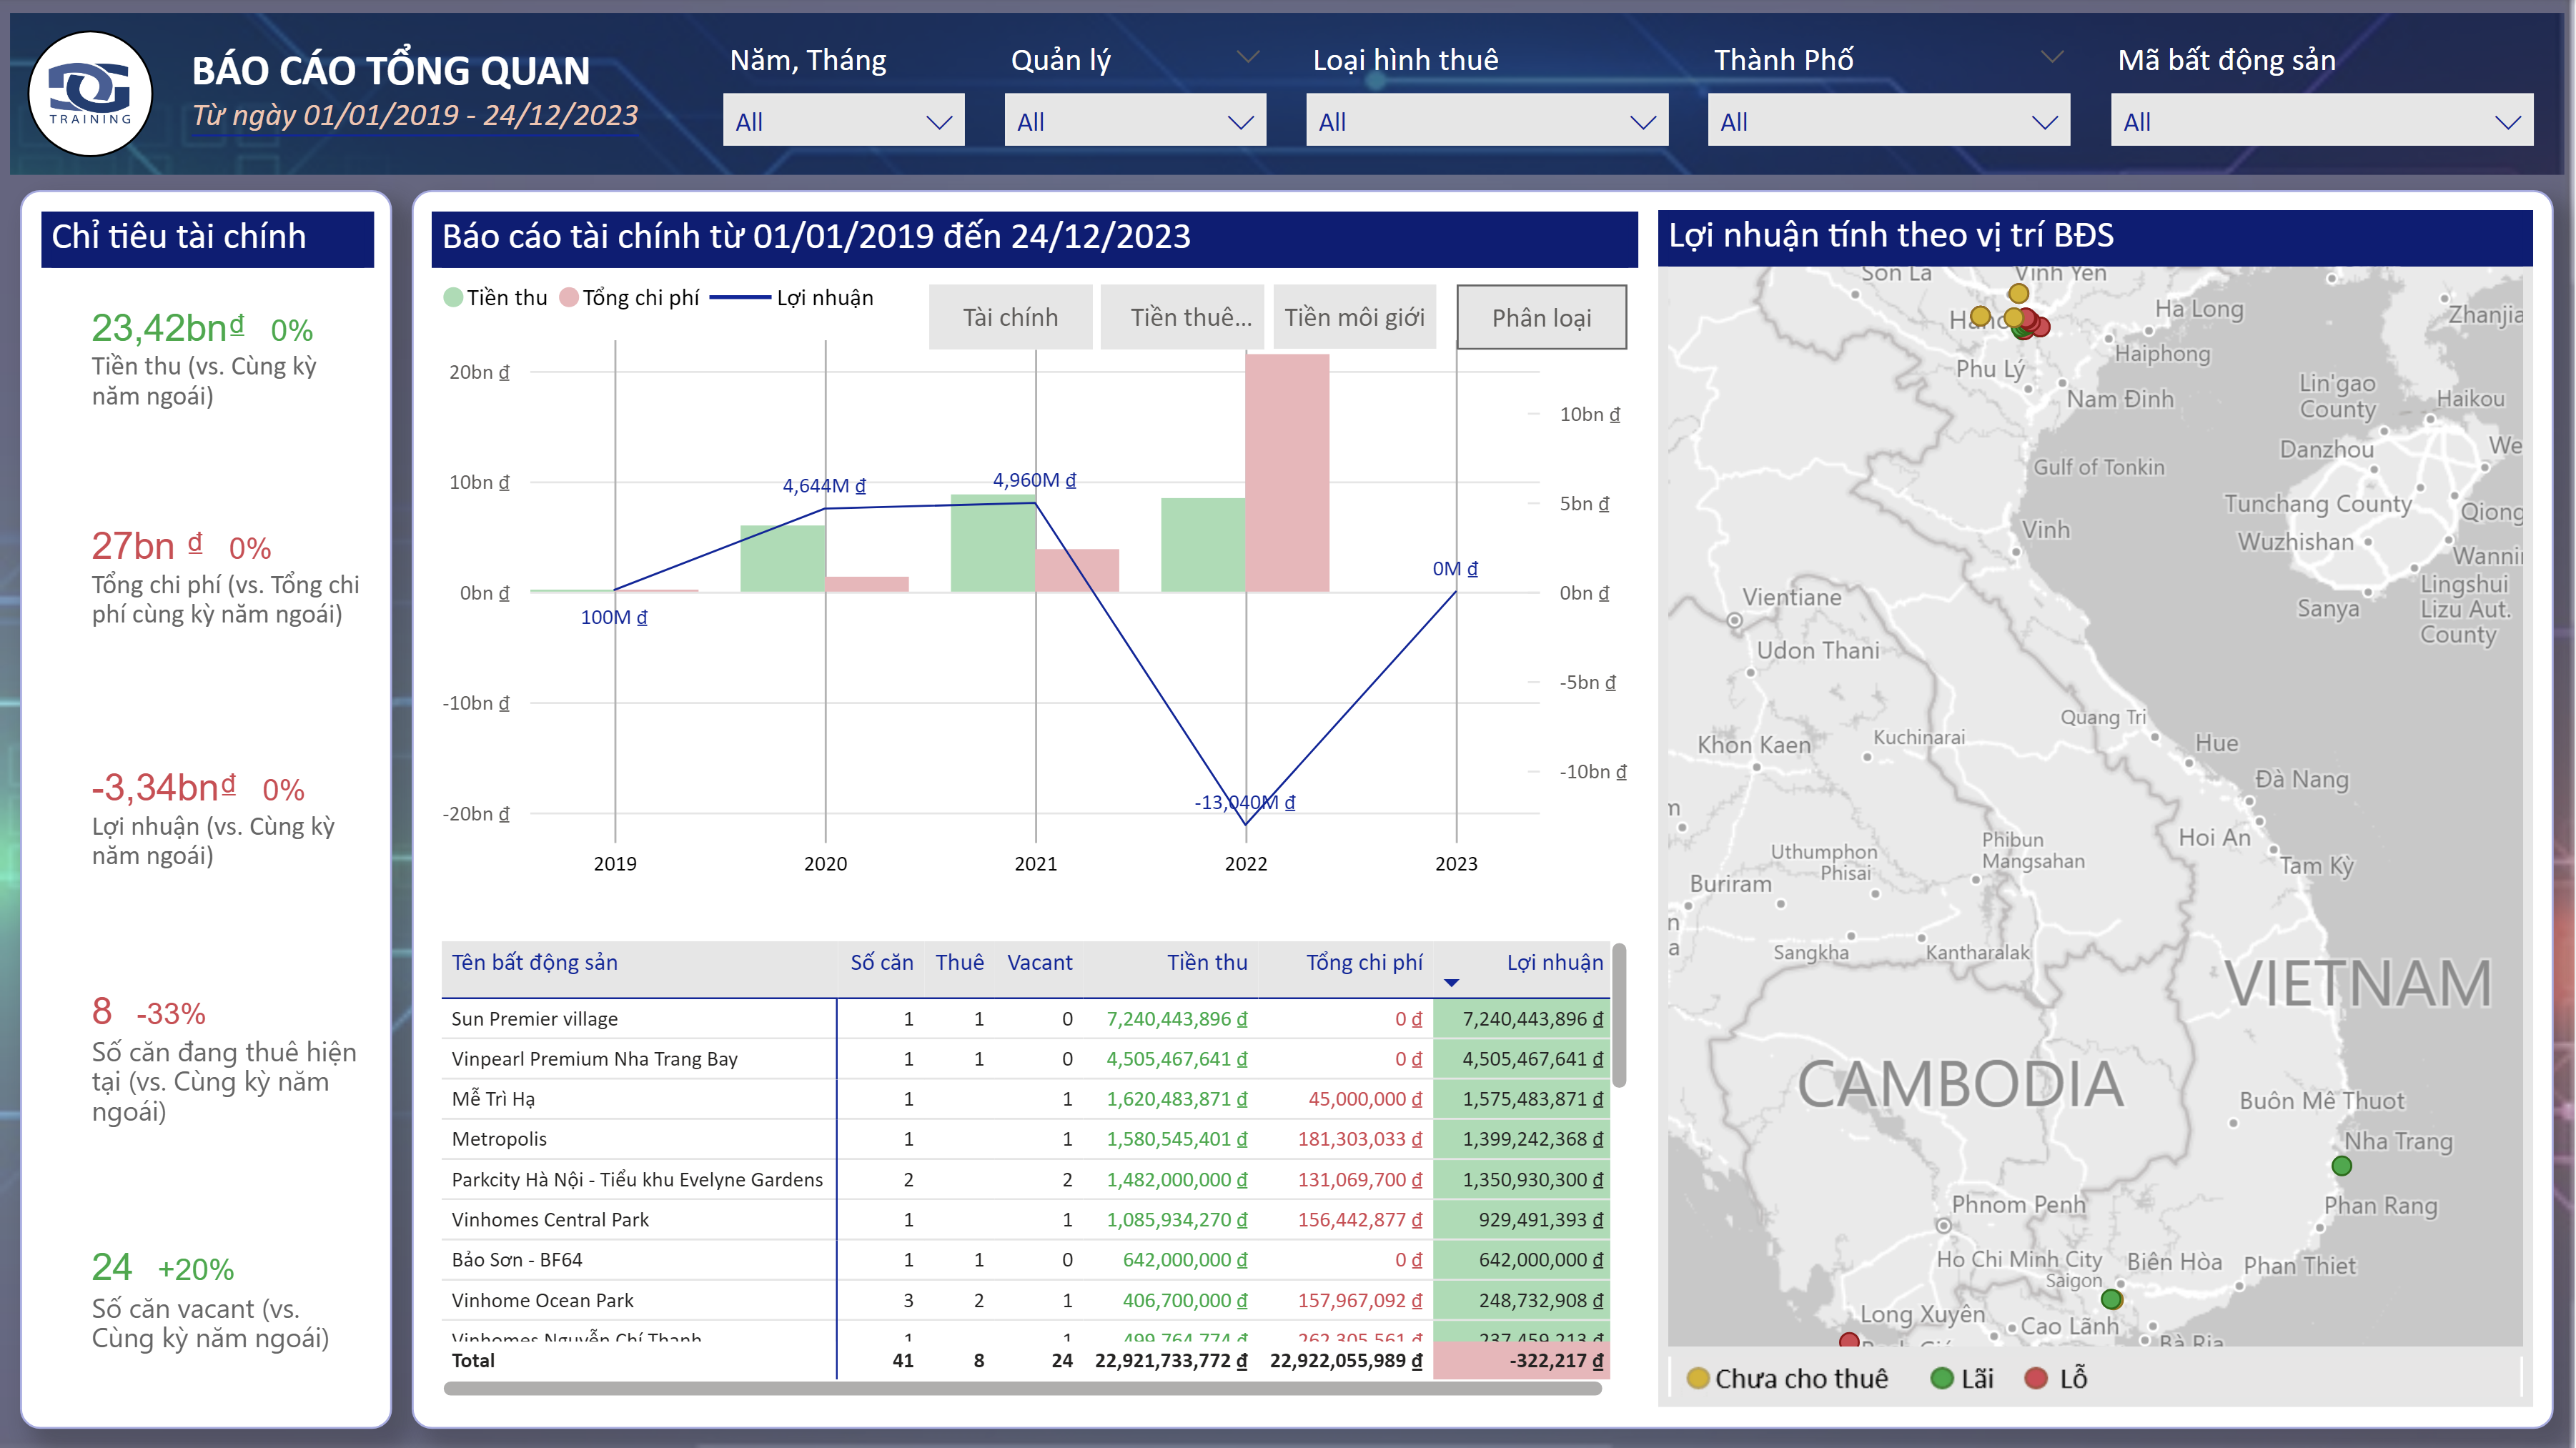 TRAINING
BÁO CÁO TỔNG QUAN
Từ ngày 01/01/2019 - 24/12/2023
Năm, Tháng
All
Quản lý
All
Loại hình thuê
All
Thành Phố
All
Mã bất động sản
All
Chỉ tiêu tài chính
23,42bn₫ 0%
Tiền thu (vs. Cùng kỳ
năm ngoái)
27bn ₫ 0%
Tổng chi phí (vs. Tổng chi
phí cùng kỳ năm ngoái)
-3,34bn₫ 0%
Lợi nhuận (vs. Cùng kỳ
năm ngoái)
8 -33%
Số căn đang thuê hiện
tại (vs. Cùng kỳ năm
ngoái)
24 +20%
Số căn vacant (vs.
Cùng kỳ năm ngoái)
Báo cáo tài chính từ 01/01/2019 đến 24/12/2023
Tiền thu Tổng chi phí Lợi nhuận
Tài chính
Tiền thuê...
Tiền môi giới
Phân loại
20bn ₫
10bn ₫
0bn ₫
-10bn ₫
-20bn ₫
10bn ₫
5bn ₫
0bn ₫
-5bn ₫
-10bn ₫
100M ₫
4,644M ₫
4,960M ₫
-13,040M ₫
0M ₫
2019 2020 2021 2022 2023
Tên bất động sản Số căn Thuê Vacant Tiền thu Tổng chi phí Lợi nhuận
Sun Premier village 1 1 0 7,240,443,896 ₫ 0 ₫ 7,240,443,896 ₫
Vinpearl Premium Nha Trang Bay 1 1 0 4,505,467,641 ₫ 0 ₫ 4,505,467,641 ₫
Mễ Trì Hạ 1 1 1,620,483,871 ₫ 45,000,000 ₫ 1,575,483,871 ₫
Metropolis 1 1 1,580,545,401 ₫ 181,303,033 ₫ 1,399,242,368 ₫
Parkcity Hà Nội - Tiểu khu Evelyne Gardens 2 2 1,482,000,000 ₫ 131,069,700 ₫ 1,350,930,300 ₫
Vinhomes Central Park 1 1 1,085,934,270 ₫ 156,442,877 ₫ 929,491,393 ₫
Bảo Sơn - BF64 1 1 0 642,000,000 ₫ 0 ₫ 642,000,000 ₫
Vinhome Ocean Park 3 2 1 406,700,000 ₫ 157,967,092 ₫ 248,732,908 ₫
Vinhomes Nguyễn Chí Thanh 1 1 499,764,774 ₫ 262,305,561 ₫ 237,459,213 ₫
Total 41 8 24 22,921,733,772 ₫ 22,922,055,989 ₫ -322,217 ₫
Lợi nhuận tính theo vị trí BĐS
Son La
Vinh Yen
Ha Long
Haiphong
Phu Lý
Nam Đinh
Gulf of Tonkin
Lin'gao
County
Haikou
Danzhou
Tunchang County
Wuzhishan
Lingshui
Lizu Aut.
County
Sanya
Vinh
Vientiane
Udon Thani
Khon Kaen
Kuchinarai
Quang Tri
Hue
Đà Nang
Hoi An
Tam Kỳ
Uthumphon
Phisai
Phibun
Mangsahan
Buriram
Sangkha
Kantharalak
VIETNAM
CAMBODIA
Buôn Mê Thuot
Nha Trang
Phan Rang
Phnom Penh
Ho Chi Minh City
Saigon
Biên Hòa
Phan Thiet
Long Xuyên
Cao Lãnh
Bà Rịa
Chưa cho thuê Lãi Lỗ